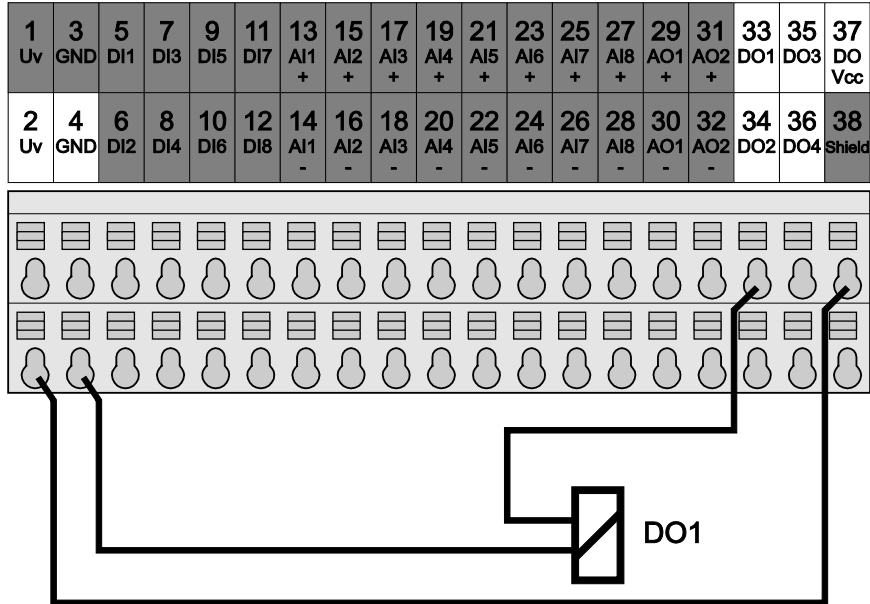 1 3 5 7 9 11 13 15 17 19 21 23 25 27 29 31 33 35 37
Uv GND DI1 DI3 DI5 DI7 AI1 AI2 AI3 AI4 AI5 AI6 AI7 AI8 AO1 AO2 DO1 DO3 DO
+ + + + + + + + + + Vcc
2 4 6 8 10 12 14 16 18 20 22 24 26 28 30 32 34 36 38
Uv GND DI2 DI4 DI6 DI8 AI1 AI2 AI3 AI4 AI5 AI6 AI7 AI8 AO1 AO2 DO2 DO4 Shield
- - - - - - - - - -
DO1